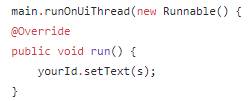 main.runOnUiThread(new Runnable() {
@Override
public void run() {
    yourId.setText(s);
}